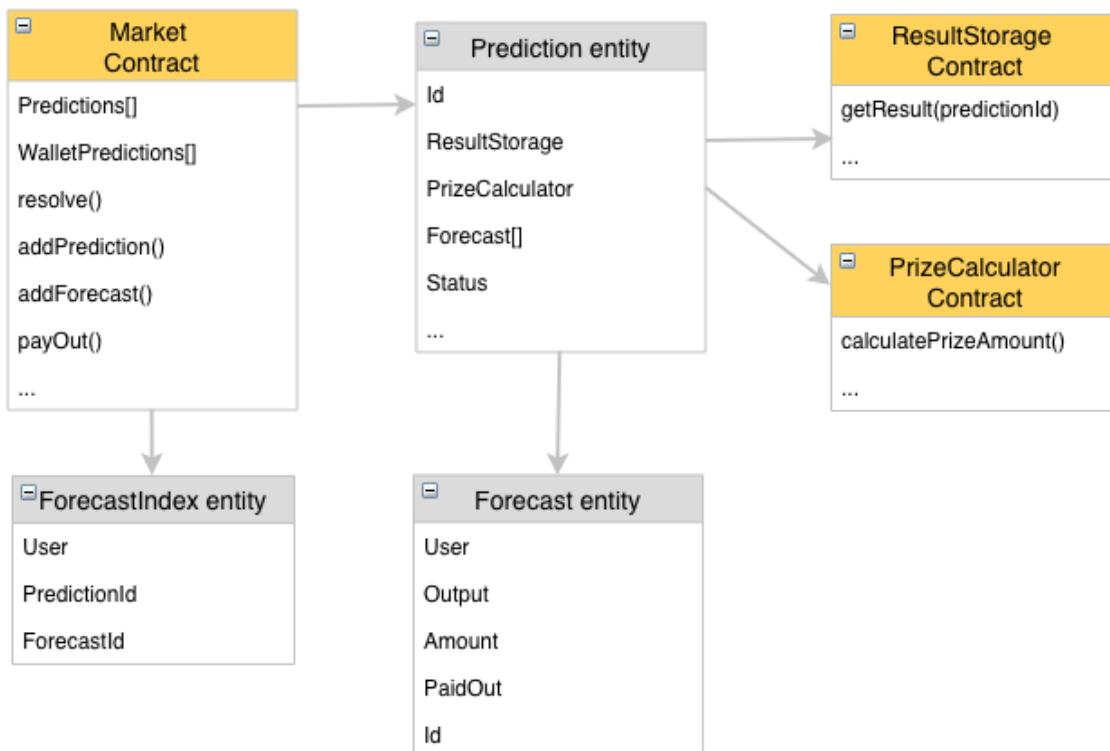 Market
Contract
Predictions[]
WalletPredictions[]
resolve()
addPrediction()
addForecast()
payOut()
...
Prediction entity
Id
ResultStorage
PrizeCalculator
Forecast[]
Status
...
ResultStorage
Contract
getResult(predictionId)
...
PrizeCalculator
Contract
calculatePrizeAmount()
...
ForecastIndex entity
User
PredictionId
ForecastId
Forecast entity
User
Output
Amount
PaidOut
Id